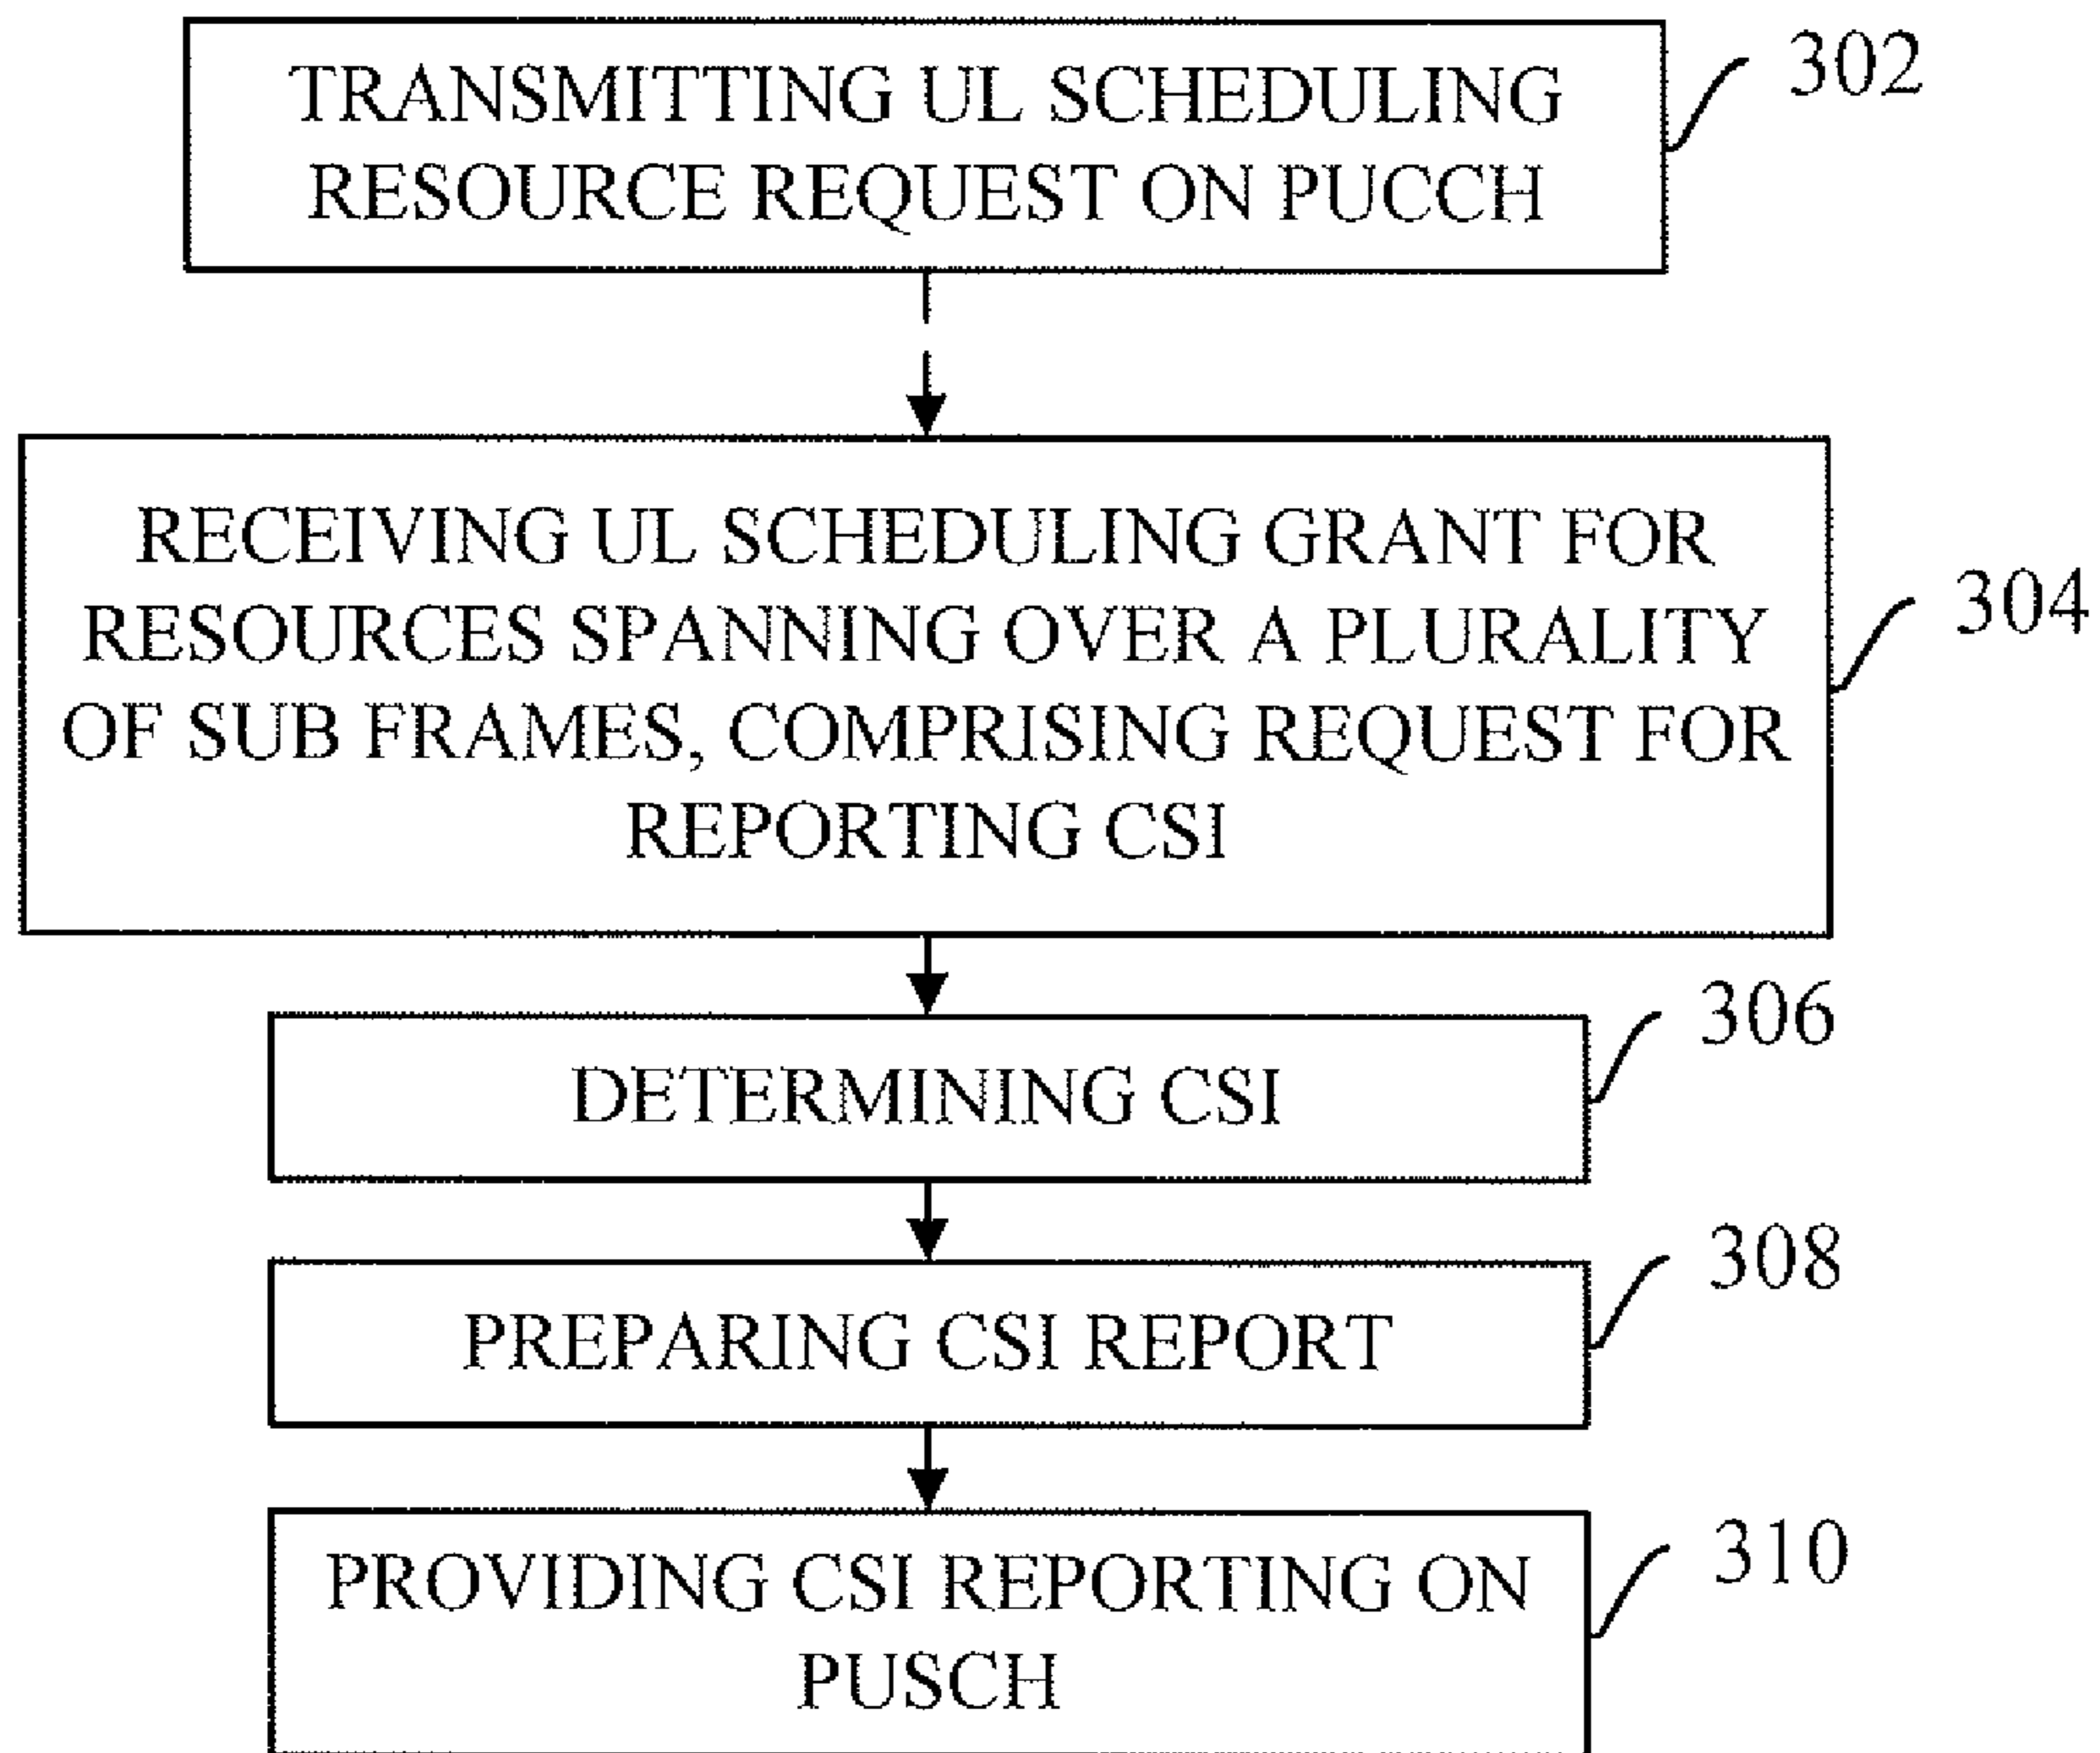 TRANSMITTING UL SCHEDULING
RESOURCE REQUEST ON PUCCH
302
RECEIVING UL SCHEDULING GRANT FOR
RESOURCES SPANNING OVER A PLURALITY
OF SUB FRAMES, COMPRISING REQUEST FOR
REPORTING CSI
304
DETERMINING CSI
306
PREPARING CSI REPORT
308
PROVIDING CSI REPORTING ON
PUSCH
310